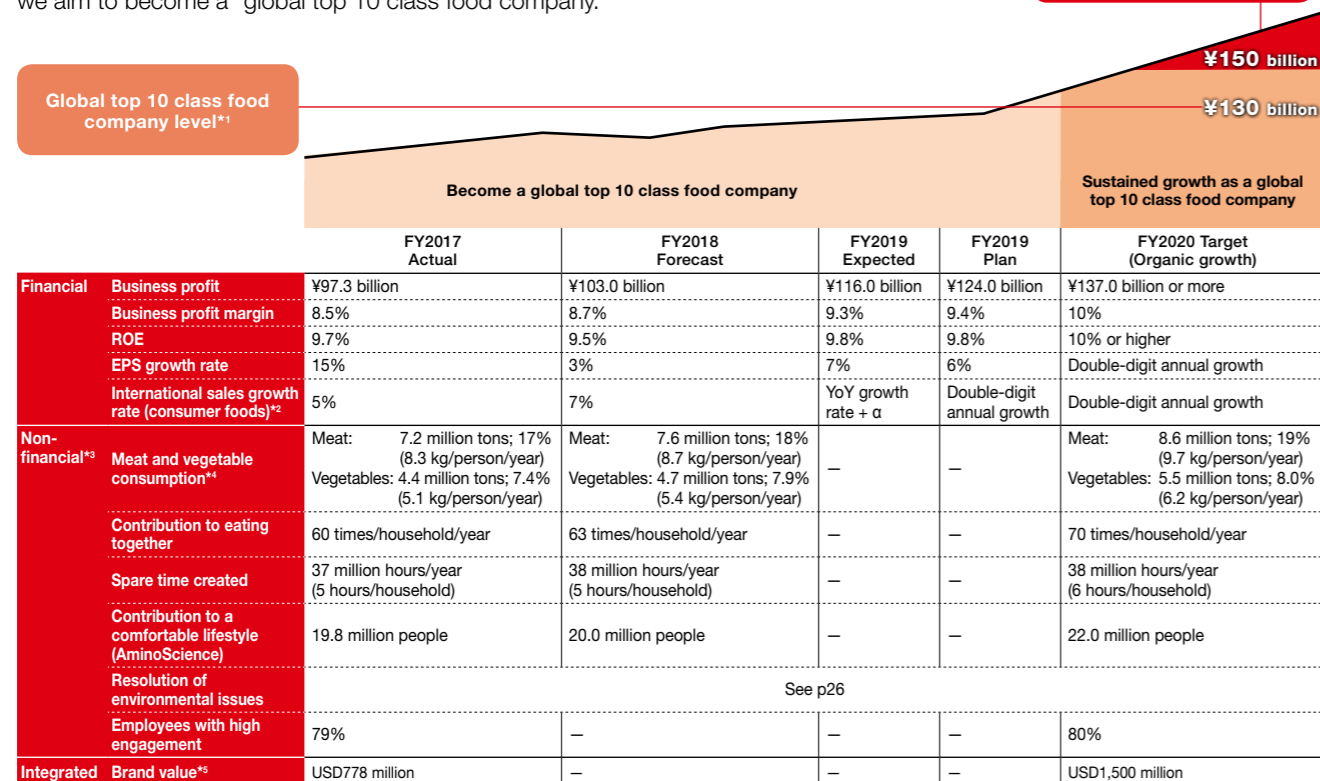 we aim to become a "global top 10 class food company."
¥150 billion
Global top 10 class food
company level*1
¥130 billion
Become a global top 10 class food company
Sustained growth as a global
top 10 class food company
FY2017
Actual
FY2018
Forecast
FY2019
Expected
FY2019
Plan
FY2020 Target
(Organic growth)
Financial Business profit ¥97.3 billion ¥103.0 billion ¥116.0 billion ¥124.0 billion ¥137.0 billion or more
Business profit margin 8.5% 8.7% 9.3% 9.4% 10%
ROE 9.7% 9.5% 9.8% 9.8% 10% or higher
EPS growth rate 15% 3% 7% 6% Double-digit annual growth
International sales growth
rate (consumer foods)*2
5%
7%
YoY growth
rate + α
Double-digit
annual growth
Double-digit annual growth
Non-
financial*3
Meat and vegetable
consumption*4
Meat: 7.2 million tons; 17%
(8.3 kg/person/year)
Vegetables: 4.4 million tons; 7.4%
(5.1 kg/person/year)
Meat: 7.6 million tons; 18%
(8.7 kg/person/year)
Vegetables: 4.7 million tons; 7.9%
(5.4 kg/person/year)
—
—
Meat: 8.6 million tons; 19%
(9.7 kg/person/year)
Vegetables: 5.5 million tons; 8.0%
(6.2 kg/person/year)
Contribution to eating
together
60 times/household/year
63 times/household/year
—
—
70 times/household/year
Spare time created
37 million hours/year
(5 hours/household)
38 million hours/year
(5 hours/household)
—
—
38 million hours/year
(6 hours/household)
Contribution to a
comfortable lifestyle
(AminoScience)
19.8 million people
20.0 million people
—
—
22.0 million people
Resolution of
environmental issues
See p26
Employees with high
engagement
79%
—
—
—
80%
Integrated Brand value*5 USD778 million — — — USD1,500 million